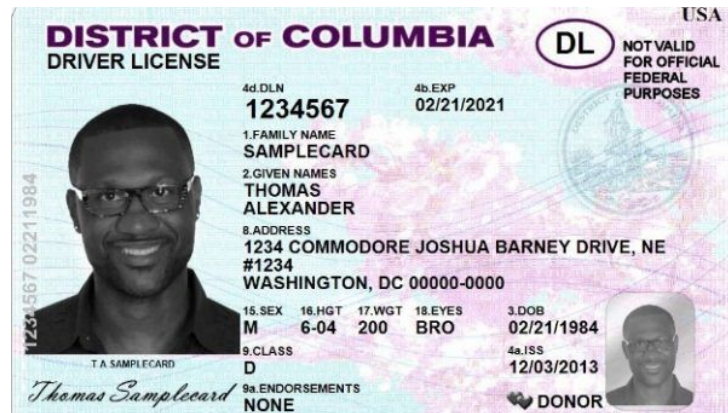 USA
DISTRICT OF COLUMBIA
DRIVER LICENSE
DL
NOT VALID
FOR OFFICIAL
FEDERAL
PURPOSES
4d.DLN
4b.EXP
1234567
02/21/2021
1.FAMILY NAME
SAMPLECARD
2.GIVEN NAMES
THOMAS
ALEXANDER
8.ADDRESS
1234 COMMODORE JOSHUA BARNEY DRIVE, NE
#1234
WASHINGTON, DC 00000-0000
15.SEX 16.HGT 17.WGT 18.EYES 3.DOB
M 6-04 200 BRO 02/21/1984
9.CLASS 4a.ISS
D 12/03/2013
9a.ENDORSEMENTS
NONE
DONOR
1234567 02211984
T A SAMPLECARD
Thomas Samplecard